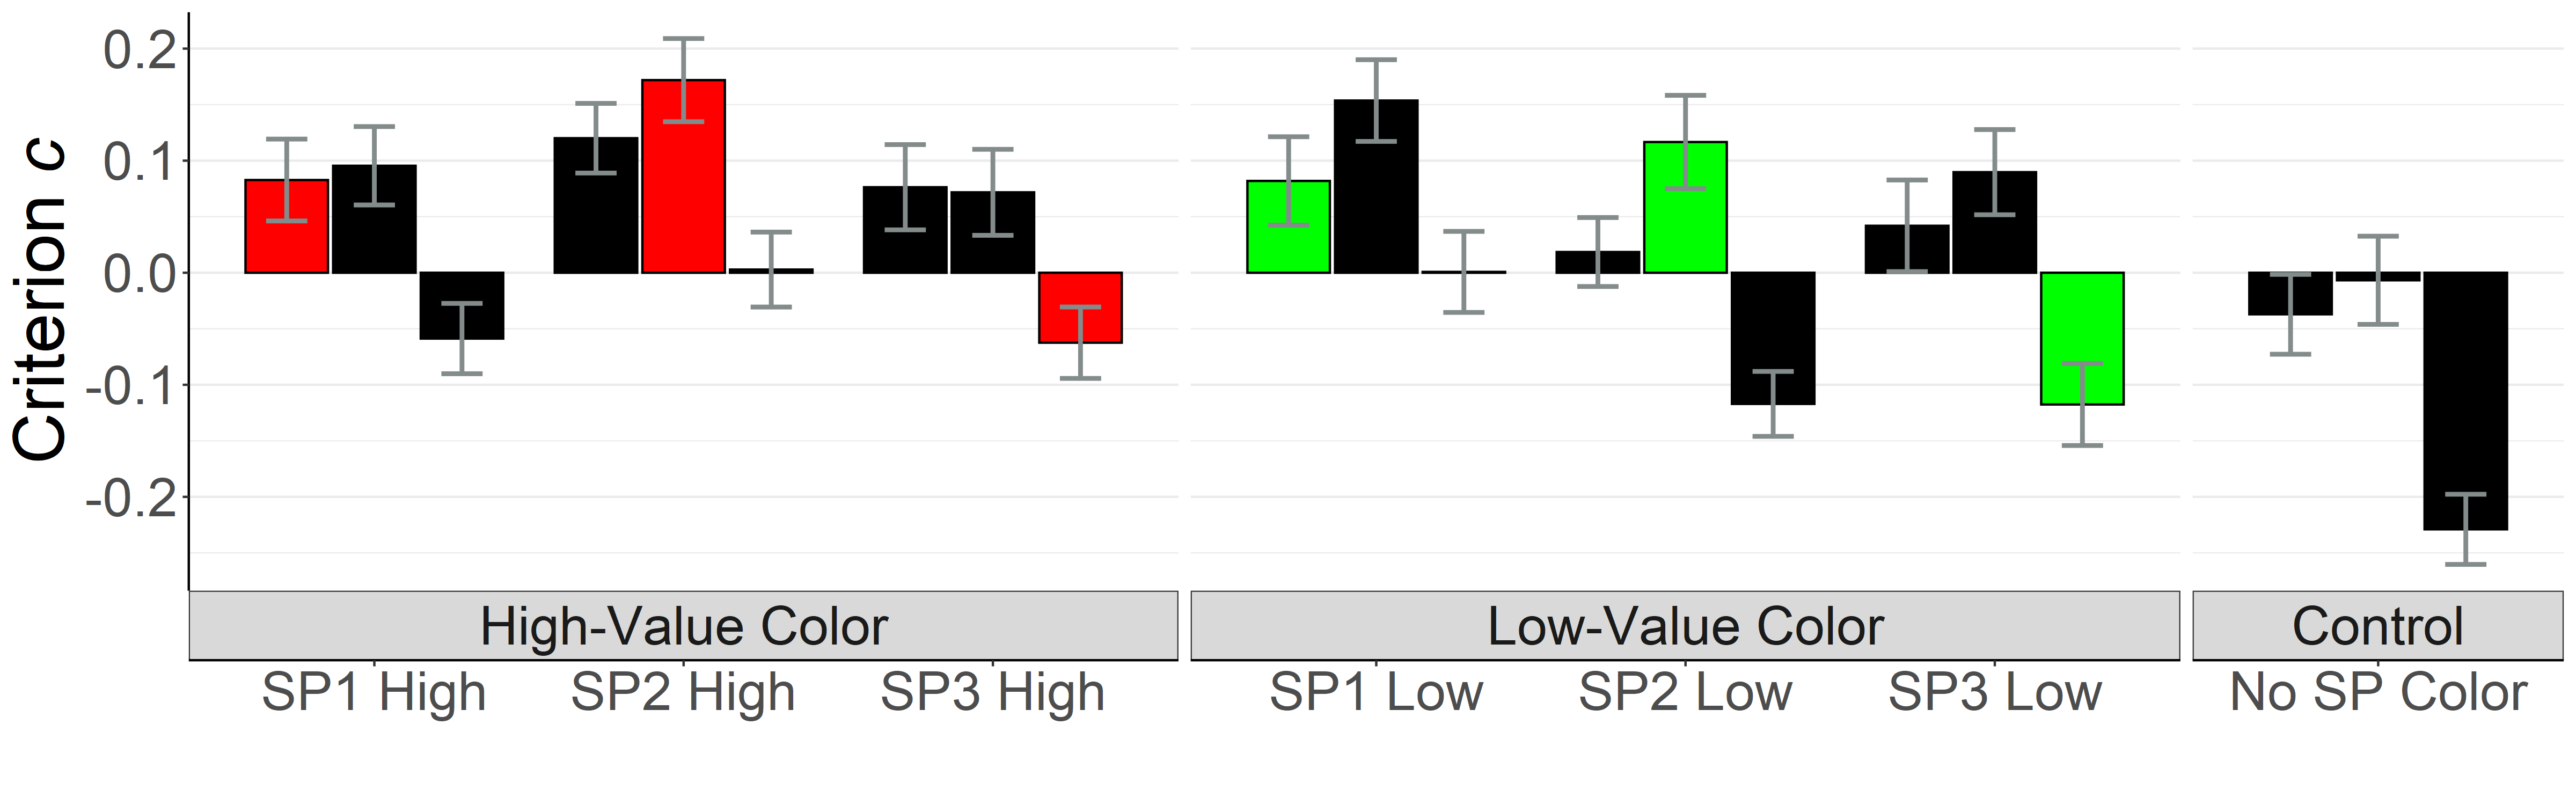 Criterion c
0.2
0.1
0.0
-0.1
-0.2
High-Value Color
Low-Value Color
Control
SP1 High
SP2 High
SP3 High
SP1 Low
SP2 Low
SP3 Low
No SP Color